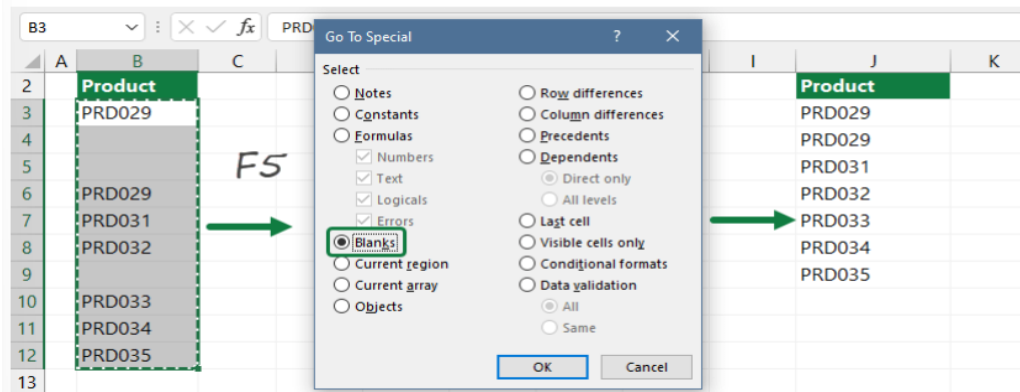 B3
fx
PRD
A
B
C
I
J
K
2
Product
Product
3
PRD029
PRD029
4
PRD029
5
PRD031
6
PRD029
PRD032
7
PRD031
PRD033
8
PRD032
PRD034
9
PRD035
10
PRD033
11
PRD034
12
PRD035
13
F5
Go To Special
?
Select
Notes
Constants
Formulas
Numbers
Text
Logicals
Errors
Blanks
Current region
Current array
Objects
Row differences
Column differences
Precedents
Dependents
Direct only
All levels
Last cell
Visible cells only
Conditional formats
Data validation
All
Same
OK
Cancel